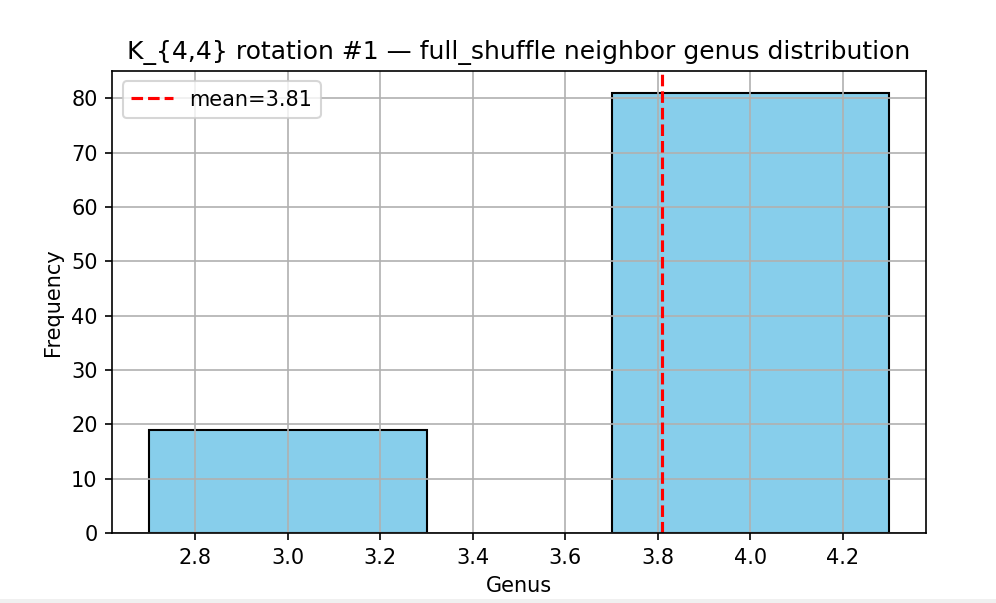 K_{4,4} rotation #1 — full_shuffle neighbor genus distribution
mean=3.81
80
70
60
50
40
30
20
10
0
Frequency
2.8 3.0 3.2 3.4 3.6 3.8 4.0 4.2
Genus